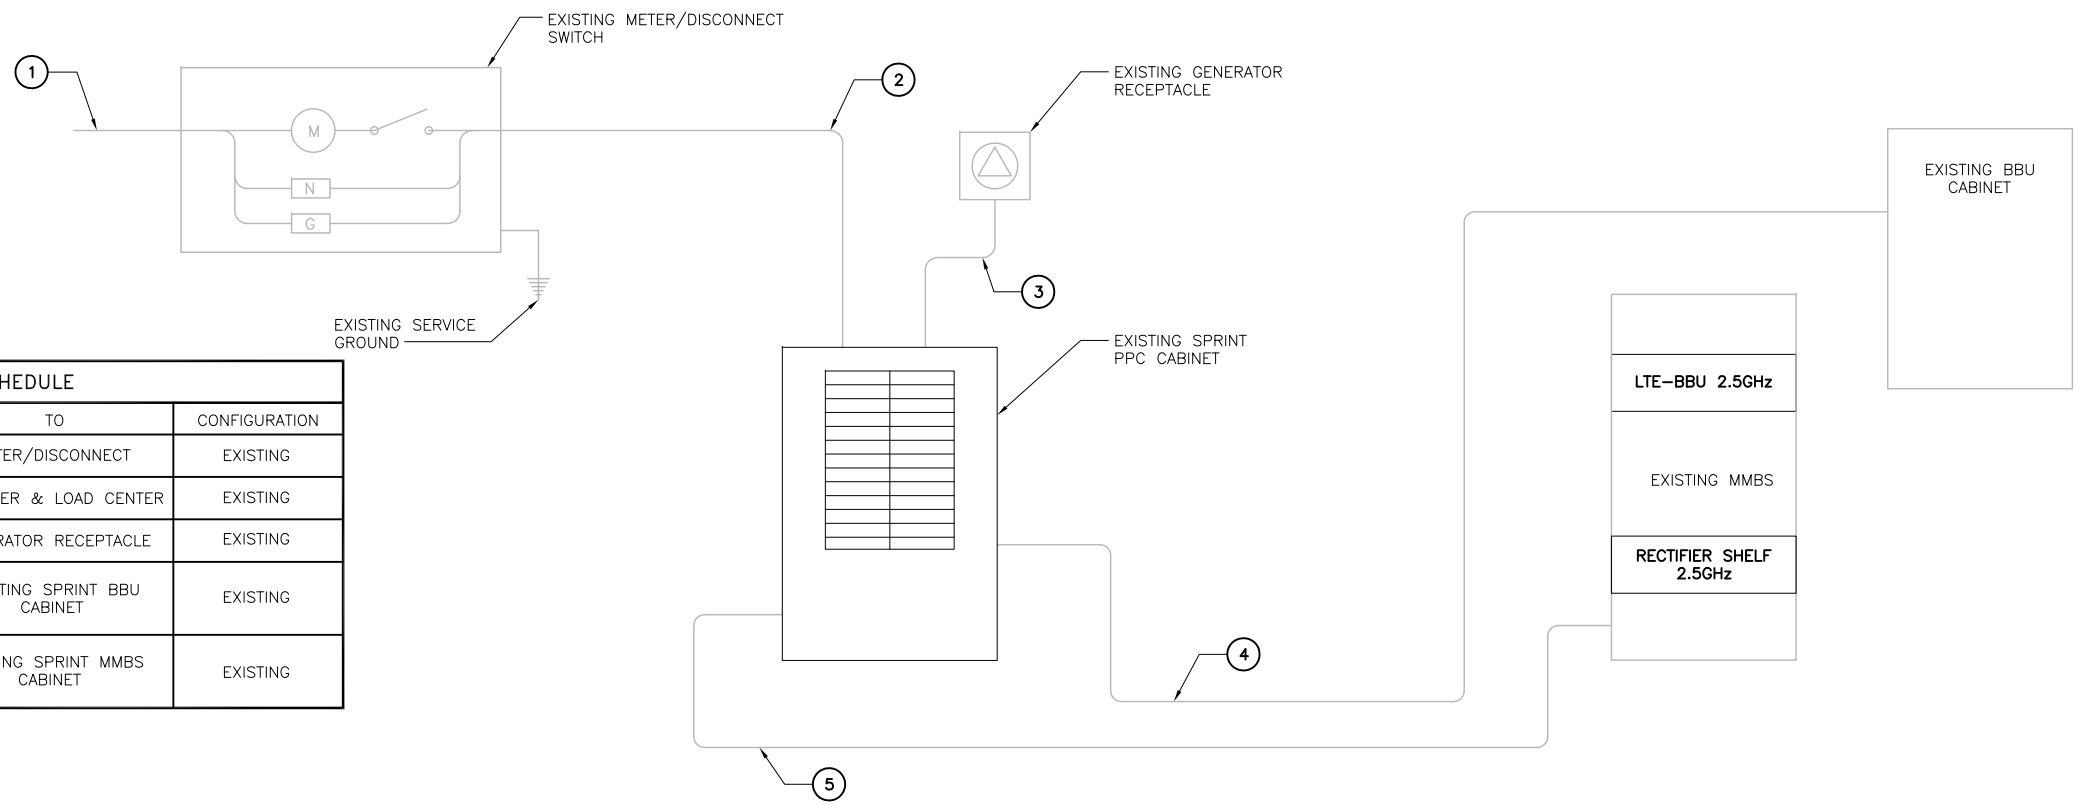 EXISTING METER/DISCONNECT
SWITCH
1
2
EXISTING GENERATOR
RECEPTACLE
M
N
G
EXISTING BBU
CABINET
3
EXISTING SERVICE
GROUND
EXISTING SPRINT
PPC CABINET
LTE-BBU 2.5GHz
EXISTING MMBS
RECTIFIER SHELF
2.5GHz
4
5
HEDULE
TO
CONFIGURATION
TER/DISCONNECT
EXISTING
ER & LOAD CENTER
EXISTING
RATOR RECEPTACLE
EXISTING
TING SPRINT BBU
CABINET
EXISTING
NG SPRINT MMBS
CABINET
EXISTING